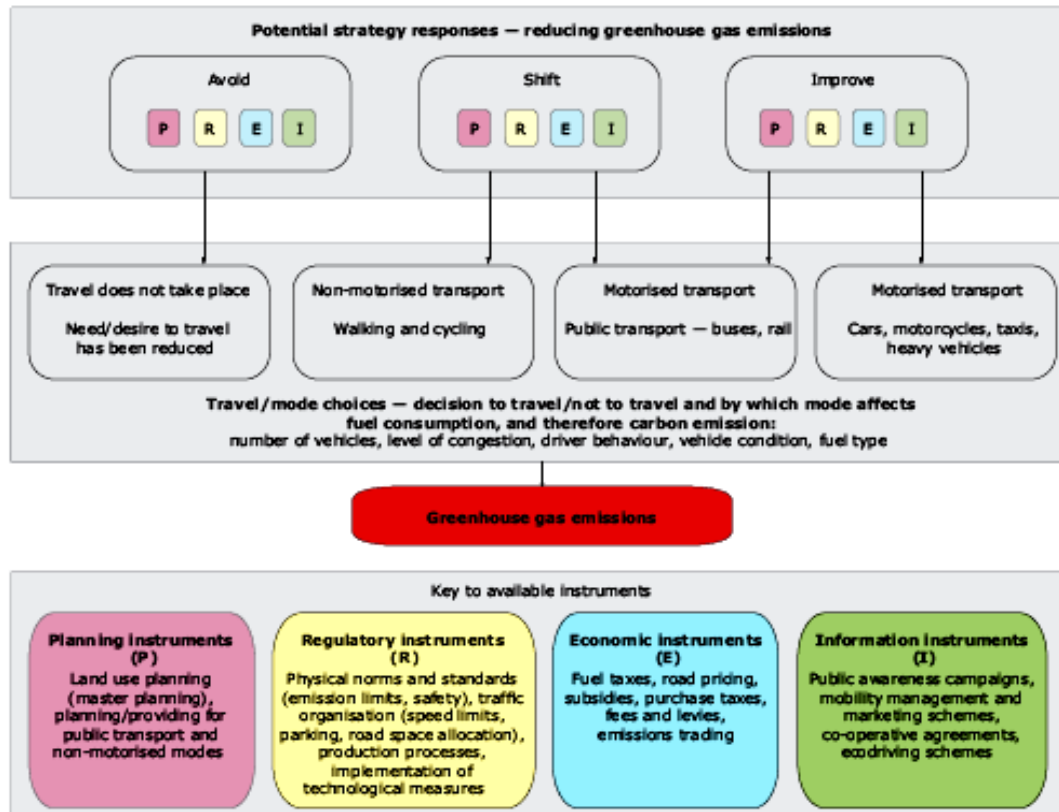 Potential strategy responses — reducing greenhouse gas emissions
Avoid
P R E I
Shift
P R E I
Improve
P R E I
Travel does not take place
Need/desire to travel
has been reduced
Non-motorised transport
Walking and cycling
Motorised transport
Public transport — buses, rail
Motorised transport
Cars, motorcycles, taxis,
heavy vehicles
Travel/mode choices — decision to travel/not to travel and by which mode affects
fuel consumption, and therefore carbon emission:
number of vehicles, level of congestion, driver behaviour, vehicle condition, fuel type
Greenhouse gas emissions
Key to available instruments
Planning instruments
(P)
Land use planning
(master planning),
planning/providing for
public transport and
non-motorised modes
Regulatory instruments
(R)
Physical norms and standards
(emission limits, safety), traffic
organisation (speed limits,
parking, road space allocation),
production processes,
implementation of
technological measures
Economic instruments
(E)
Fuel taxes, road pricing,
subsidies, purchase taxes,
fees and levies,
emissions trading
Information instruments
(I)
Public awareness campaigns,
mobility management and
marketing schemes,
co-operative agreements,
ecodriving schemes